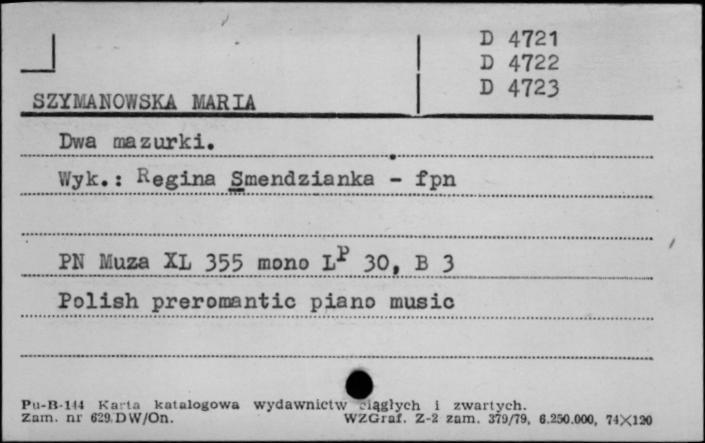 D 4721
D 4722
D 4723
SZYMANOWSKA MARIA
Dwa mazurki.
Wyk.: Regina Smendzianka - fpn
PN Muza XL 355 mono LP 30, B 3
Polish preromantic piano music
Pu-B-144 Karta katalogowa wydawnictw ciągłych i zwartych.
Zam. nr 629/DW/On. WZGraf. Z-2 zam. 379/79, 6.250.000, 74×120